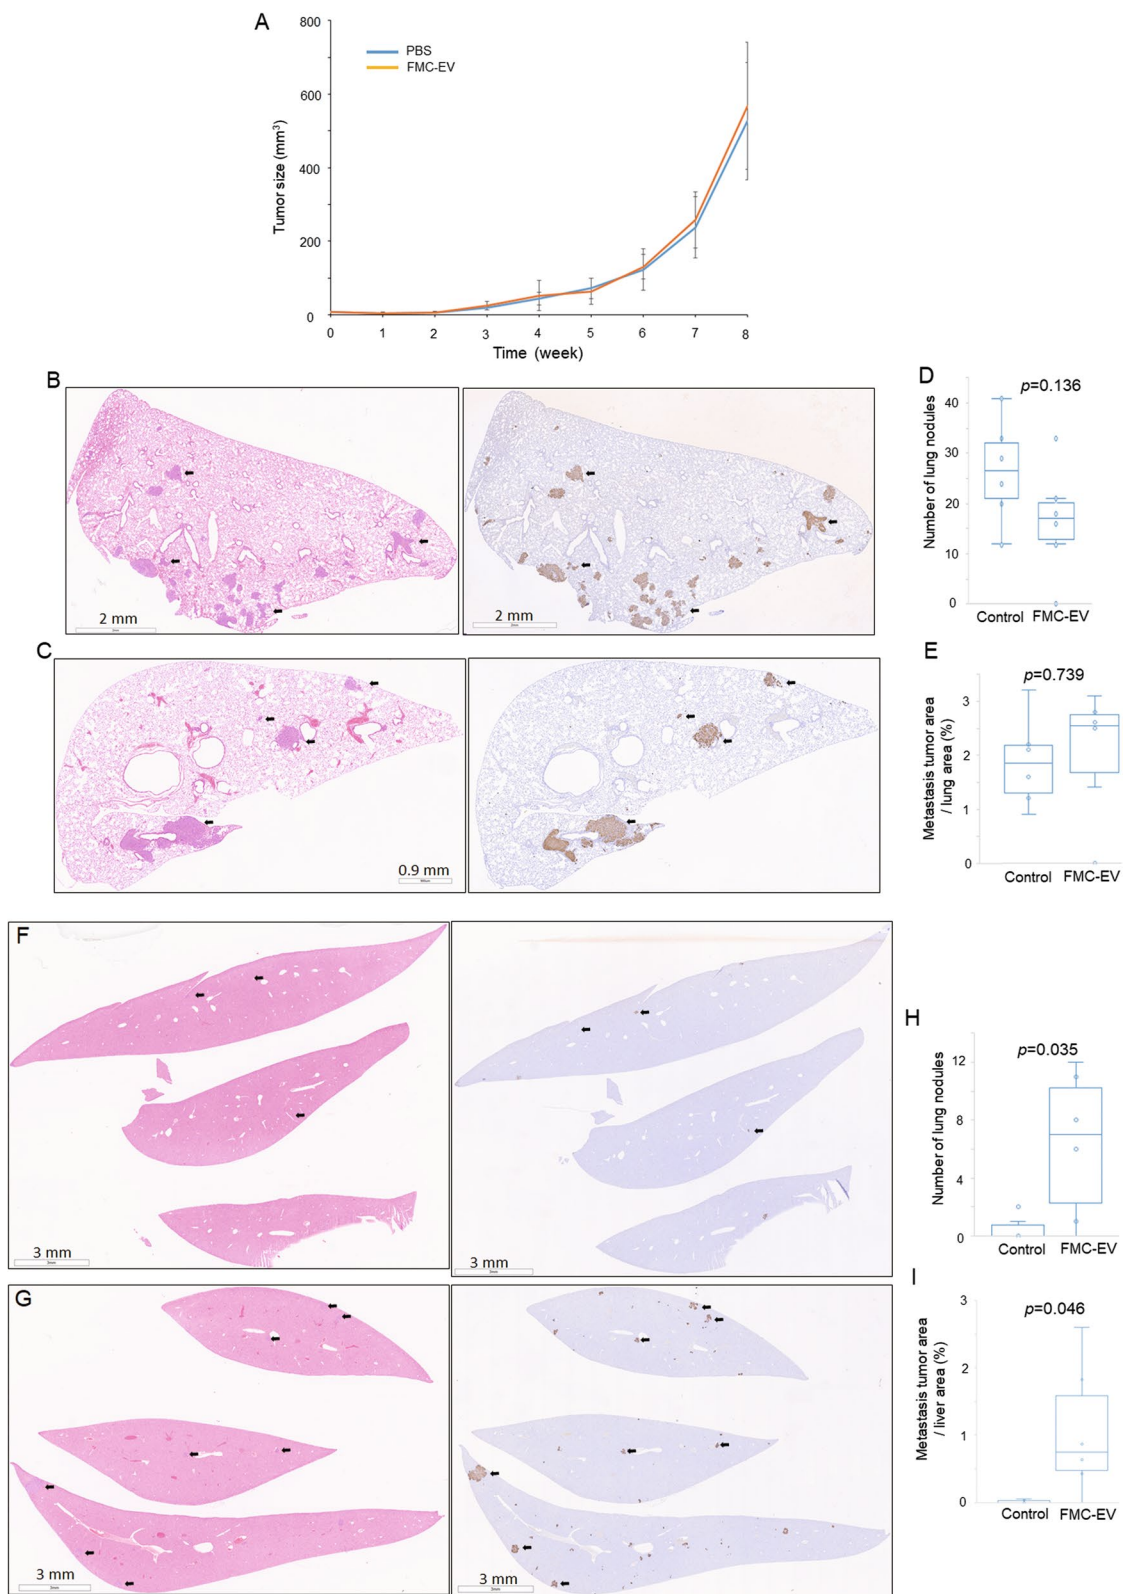 A
800
PBS
FMC-EV
600
400
200
0
Tumor size (mm³)
0 1 2 3 4 5 6 7 8
Time (week)
B
2 mm
2 mm
D
p=0.136
40
30
20
10
0
Number of lung nodules
Control FMC-EV
C
0.9 mm
E
p=0.739
3
2
1
0
Metastasis tumor area
/ lung area (%)
Control FMC-EV
F
3 mm
3 mm
H
p=0.035
12
8
4
0
Number of lung nodules
Control FMC-EV
G
3 mm
3 mm
I
p=0.046
3
2
1
0
Metastasis tumor area
/ liver area (%)
Control FMC-EV